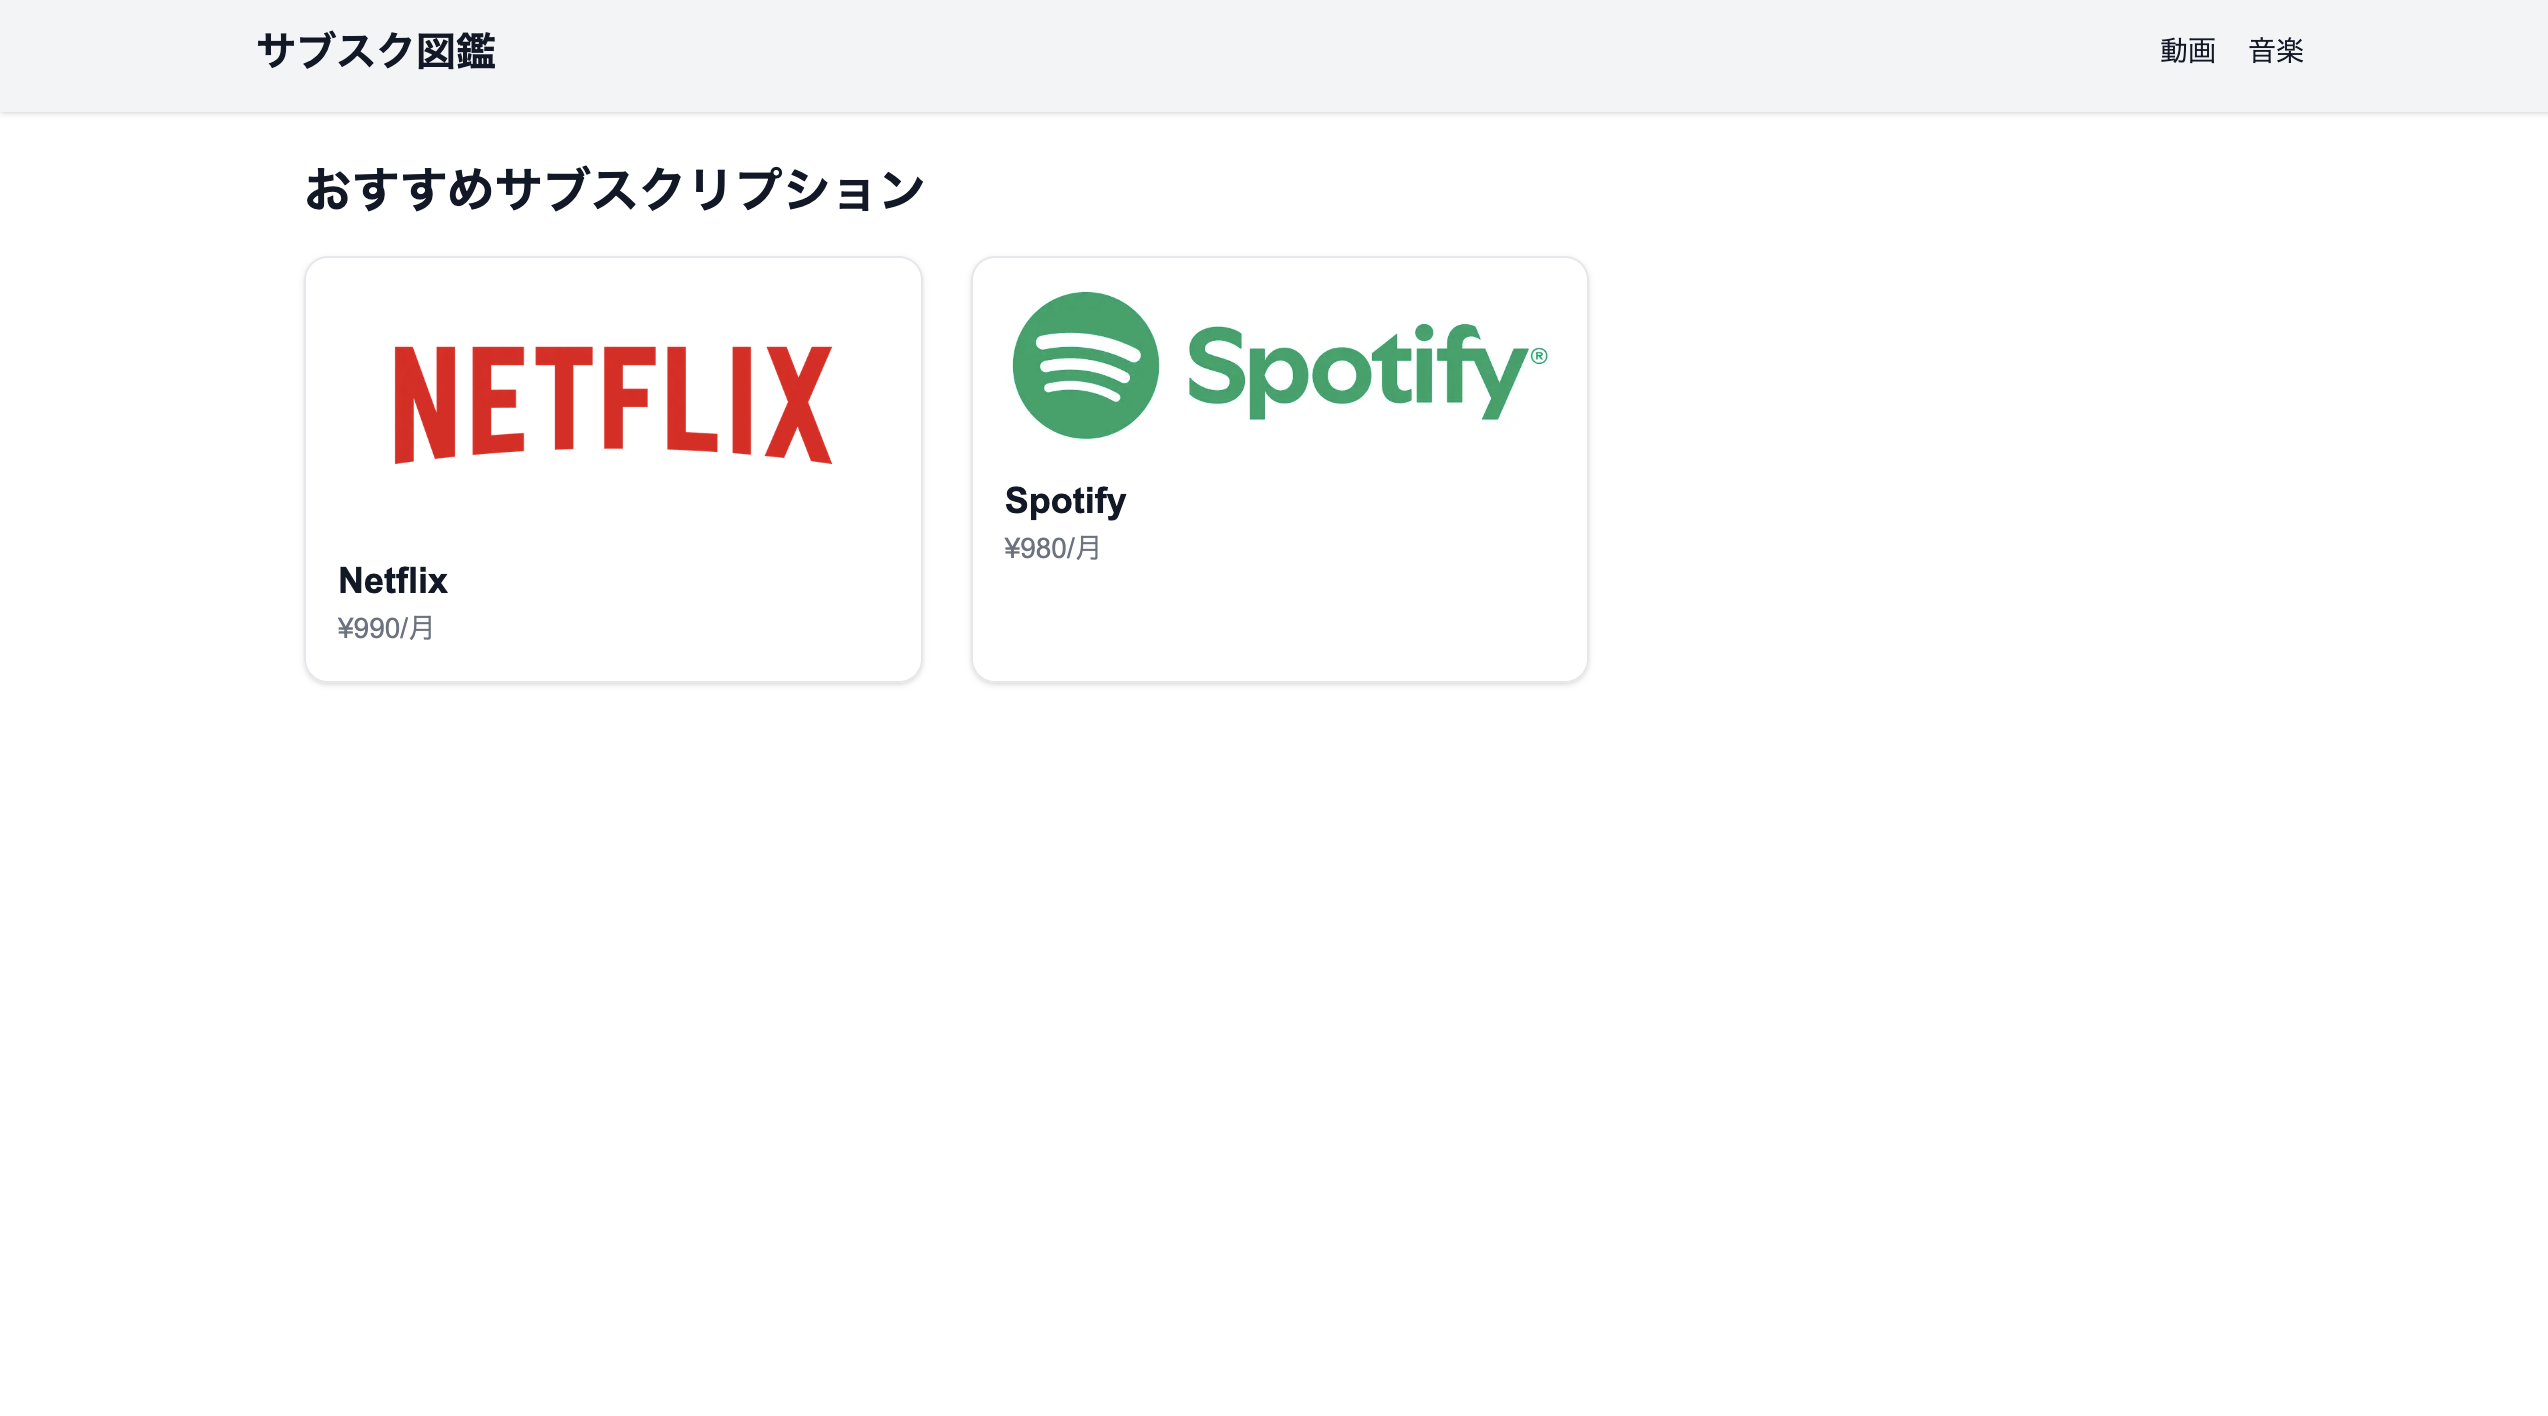 サブスク図鑑
動画 音楽
おすすめサブスクリプション
NETFLIX
Netflix
¥990/月
Spotify®
Spotify
¥980/月